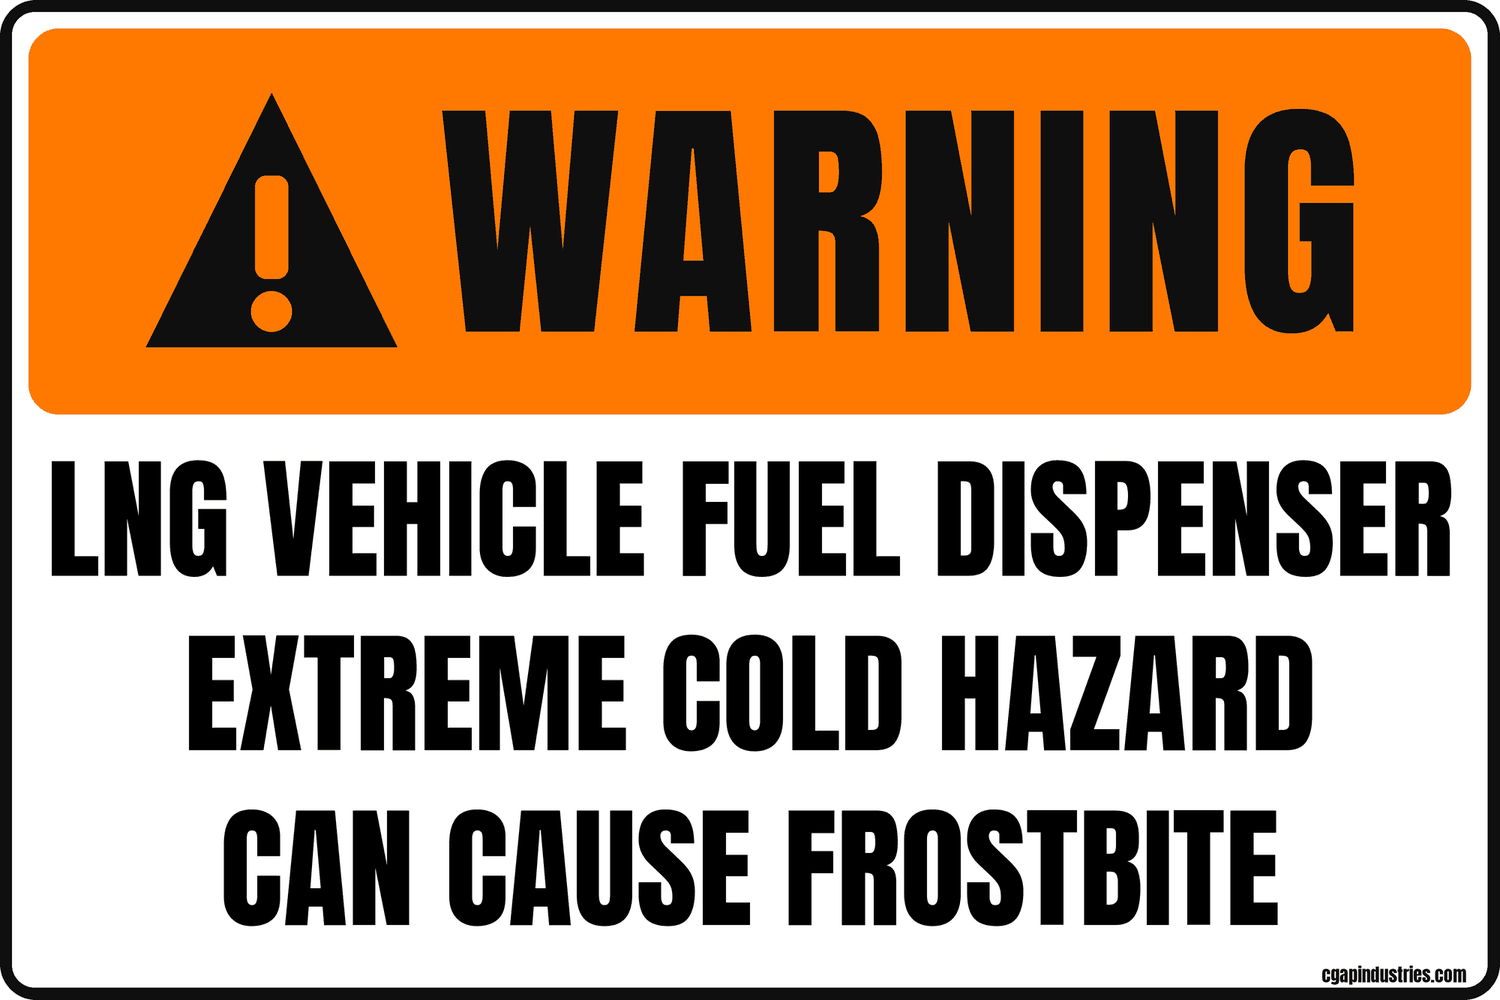 WARNING
LNG VEHICLE FUEL DISPENSER
EXTREME COLD HAZARD
CAN CAUSE FROSTBITE
cgapindustries.com